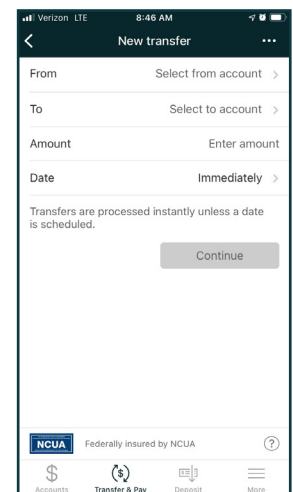 Verizon LTE 8:46 AM
New transfer
From Select from account
To Select to account
Amount Enter amount
Date Immediately
Transfers are processed instantly unless a date
is scheduled.
Continue
NCUA Federally insured by NCUA ?
Accounts Transfer & Pay Deposit More